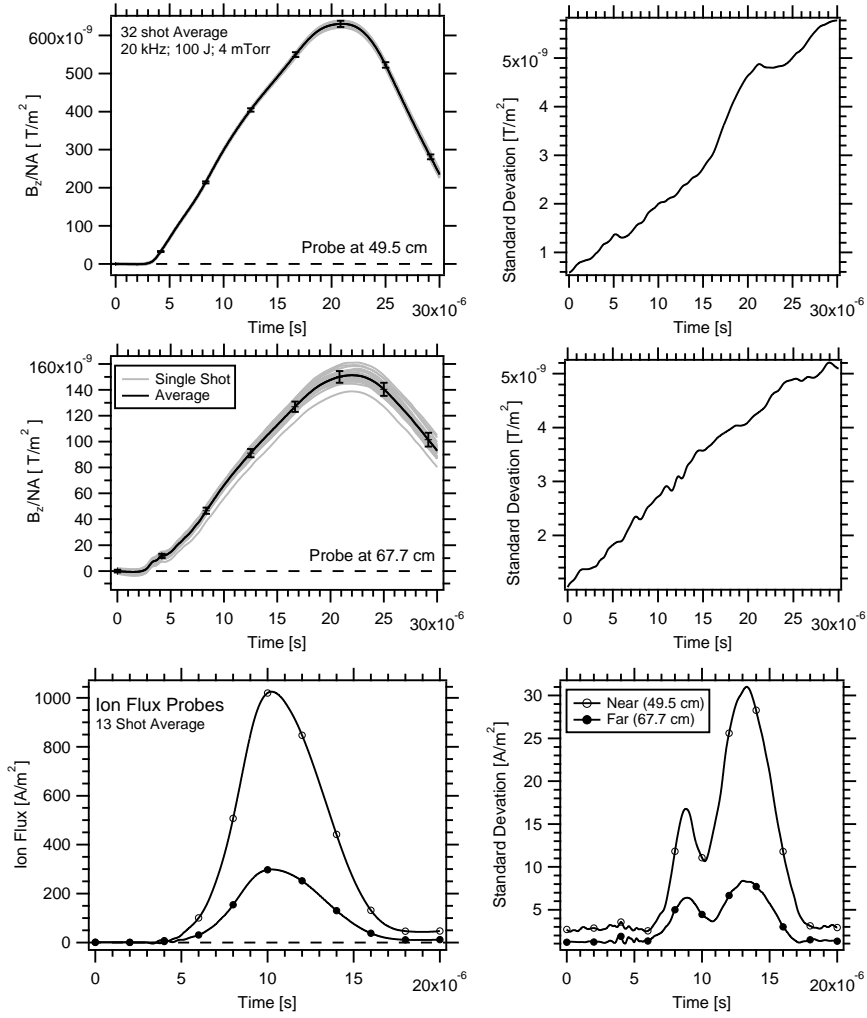 32 shot Average
20 kHz; 100 J; 4 mTorr
600x10⁻⁹
500
400
300
200
100
0
B_z/NA [ T/m² ]
Probe at 49.5 cm
0
5
10
15
20
25
30x10⁻⁶
Time [s]
5x10⁻⁹
4
3
2
1
Standard Devation [T/m²]
0
5
10
15
20
25
30x10⁻⁶
Time [s]
160x10⁻⁹
140
120
100
80
60
40
20
0
B_z/NA [ T/m² ]
Single Shot
Average
Probe at 67.7 cm
0
5
10
15
20
25
30x10⁻⁶
Time [s]
5x10⁻⁹
4
3
2
Standard Devation [T/m²]
0
5
10
15
20
25
30x10⁻⁶
Time [s]
Ion Flux Probes
13 Shot Average
1000
800
600
400
200
0
Ion Flux [A/m²]
0
5
10
15
20x10⁻⁶
Time [s]
Near (49.5 cm)
Far (67.7 cm)
30
25
20
15
10
5
Standard Devation [A/m²]
0
5
10
15
20x10⁻⁶
Time [s]